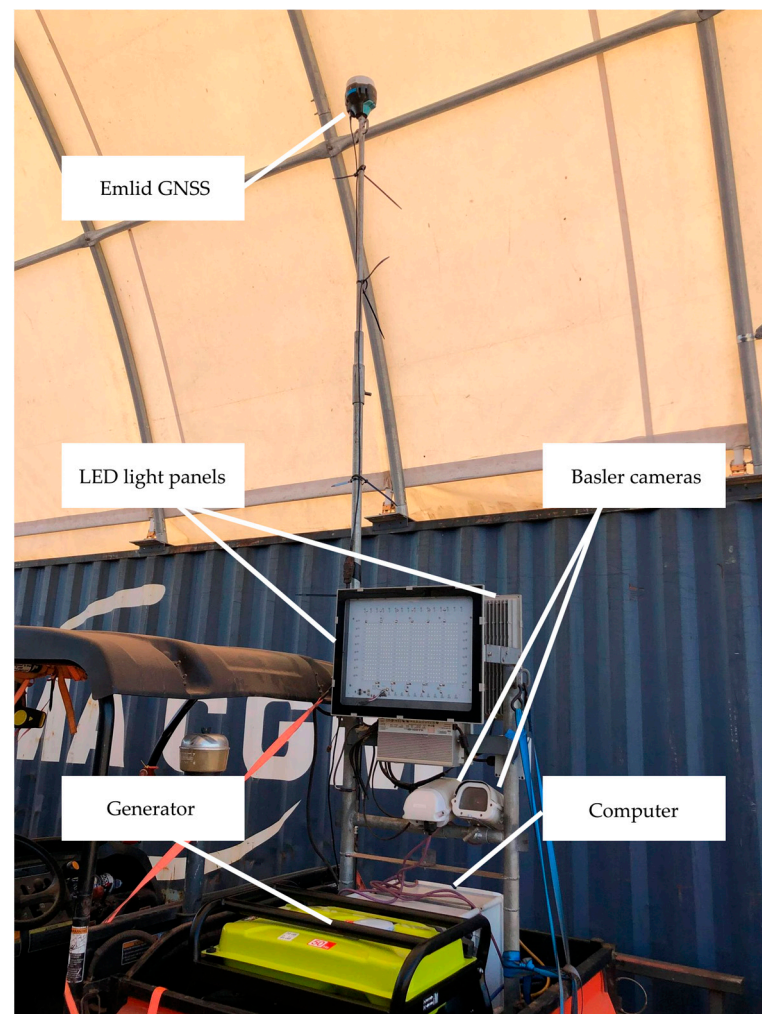 Emlid GNSS
LED light panels
Basler cameras
Generator
Computer